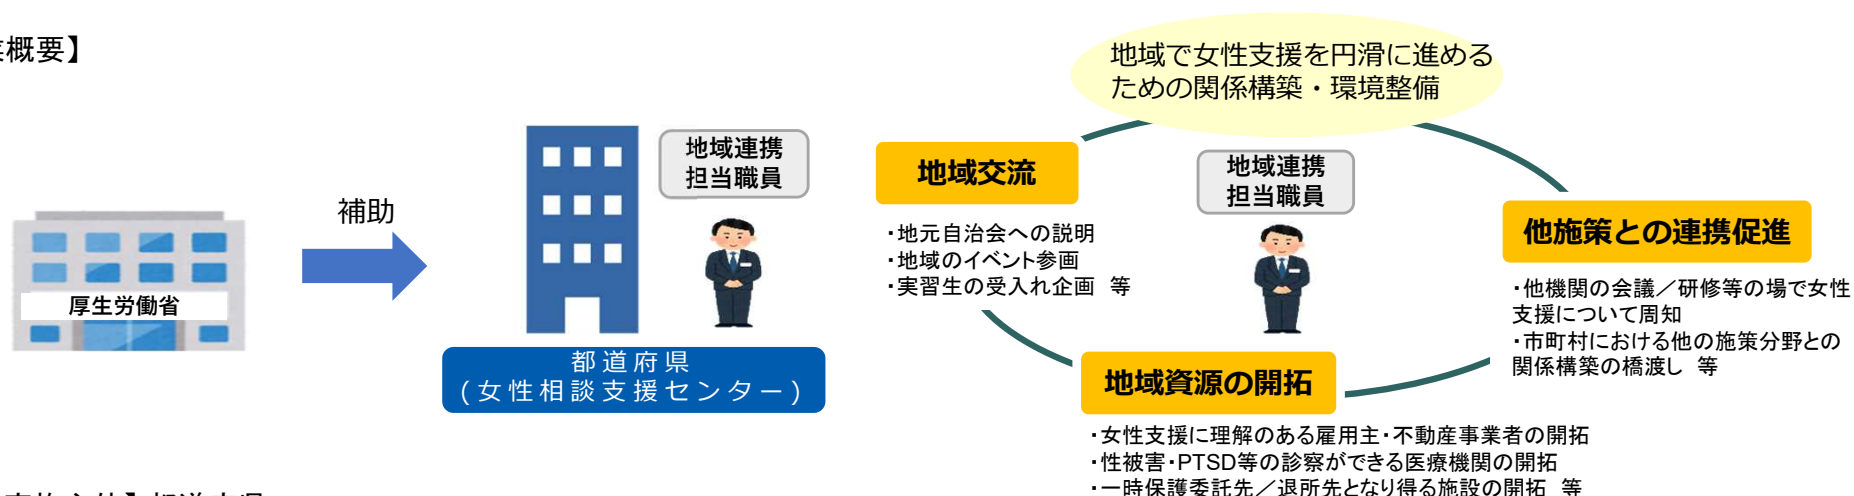 業概要】
厚生労働省
補助
地域連携
担当職員
都道府県
(女性相談支援センター)
地域で女性支援を円滑に進める
ための関係構築・環境整備
地域交流
・地元自治会への説明
・地域のイベント参画
・実習生の受入れ企画 等
地域連携
担当職員
他施策との連携促進
・他機関の会議／研修等の場で女性
支援について周知
・市町村における他の施策分野との
関係構築の橋渡し 等
地域資源の開拓
・女性支援に理解のある雇用主・不動産事業者の開拓
・性被害・PTSD等の診察ができる医療機関の開拓
・一時保護委託先／退所先となり得る施設の開拓 等